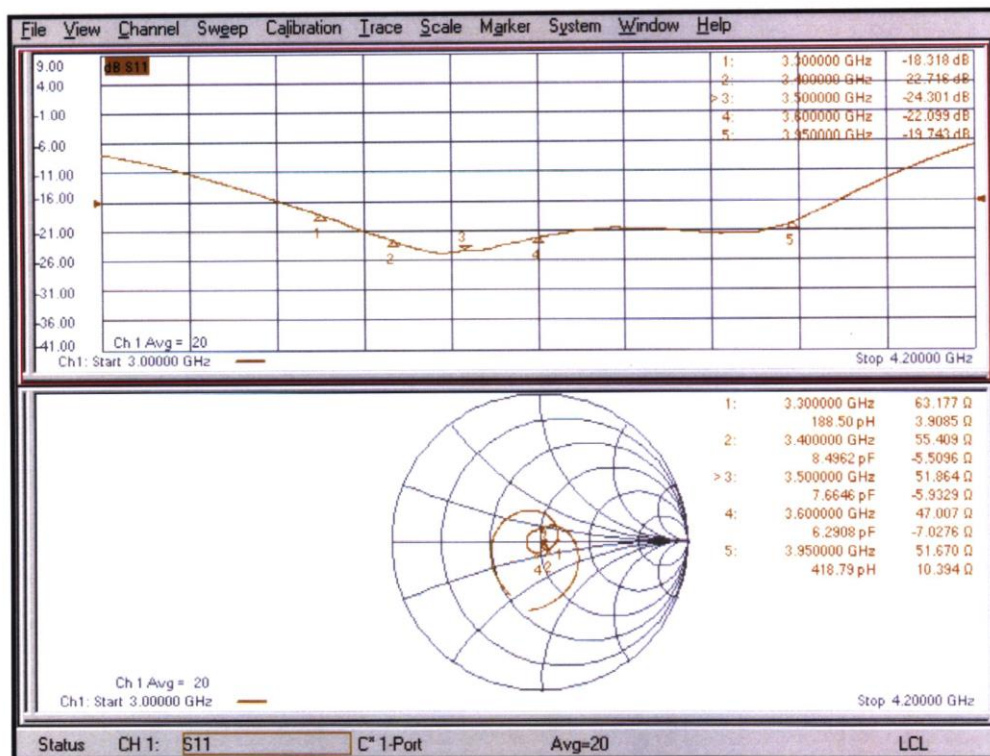 File View Channel Sweep Calibration Trace Scale Marker System Window Help
dB S11
9.00
4.00
-1.00
-6.00
-11.00
-16.00
-21.00
-26.00
-31.00
-36.00
-41.00
1: 3.300000 GHz -18.318 dB
2: 3.400000 GHz -22.716 dB
> 3: 3.500000 GHz -24.301 dB
4: 3.600000 GHz -22.099 dB
5: 3.950000 GHz -19.743 dB
1
2
3
4
5
Ch 1 Avg = 20
Ch1: Start 3.00000 GHz
Stop 4.20000 GHz
1: 3.300000 GHz 63.177 Ω
188.50 pH 3.9085 Ω
2: 3.400000 GHz 55.409 Ω
8.4962 pF -5.5096 Ω
> 3: 3.500000 GHz 51.864 Ω
7.6646 pF -5.9329 Ω
4: 3.600000 GHz 47.007 Ω
6.2908 pF -7.0276 Ω
5: 3.950000 GHz 51.670 Ω
418.79 pH 10.394 Ω
1
2
4
Ch 1 Avg = 20
Ch1: Start 3.00000 GHz
Stop 4.20000 GHz
Status CH 1: S11 C* 1-Port Avg=20 LCL